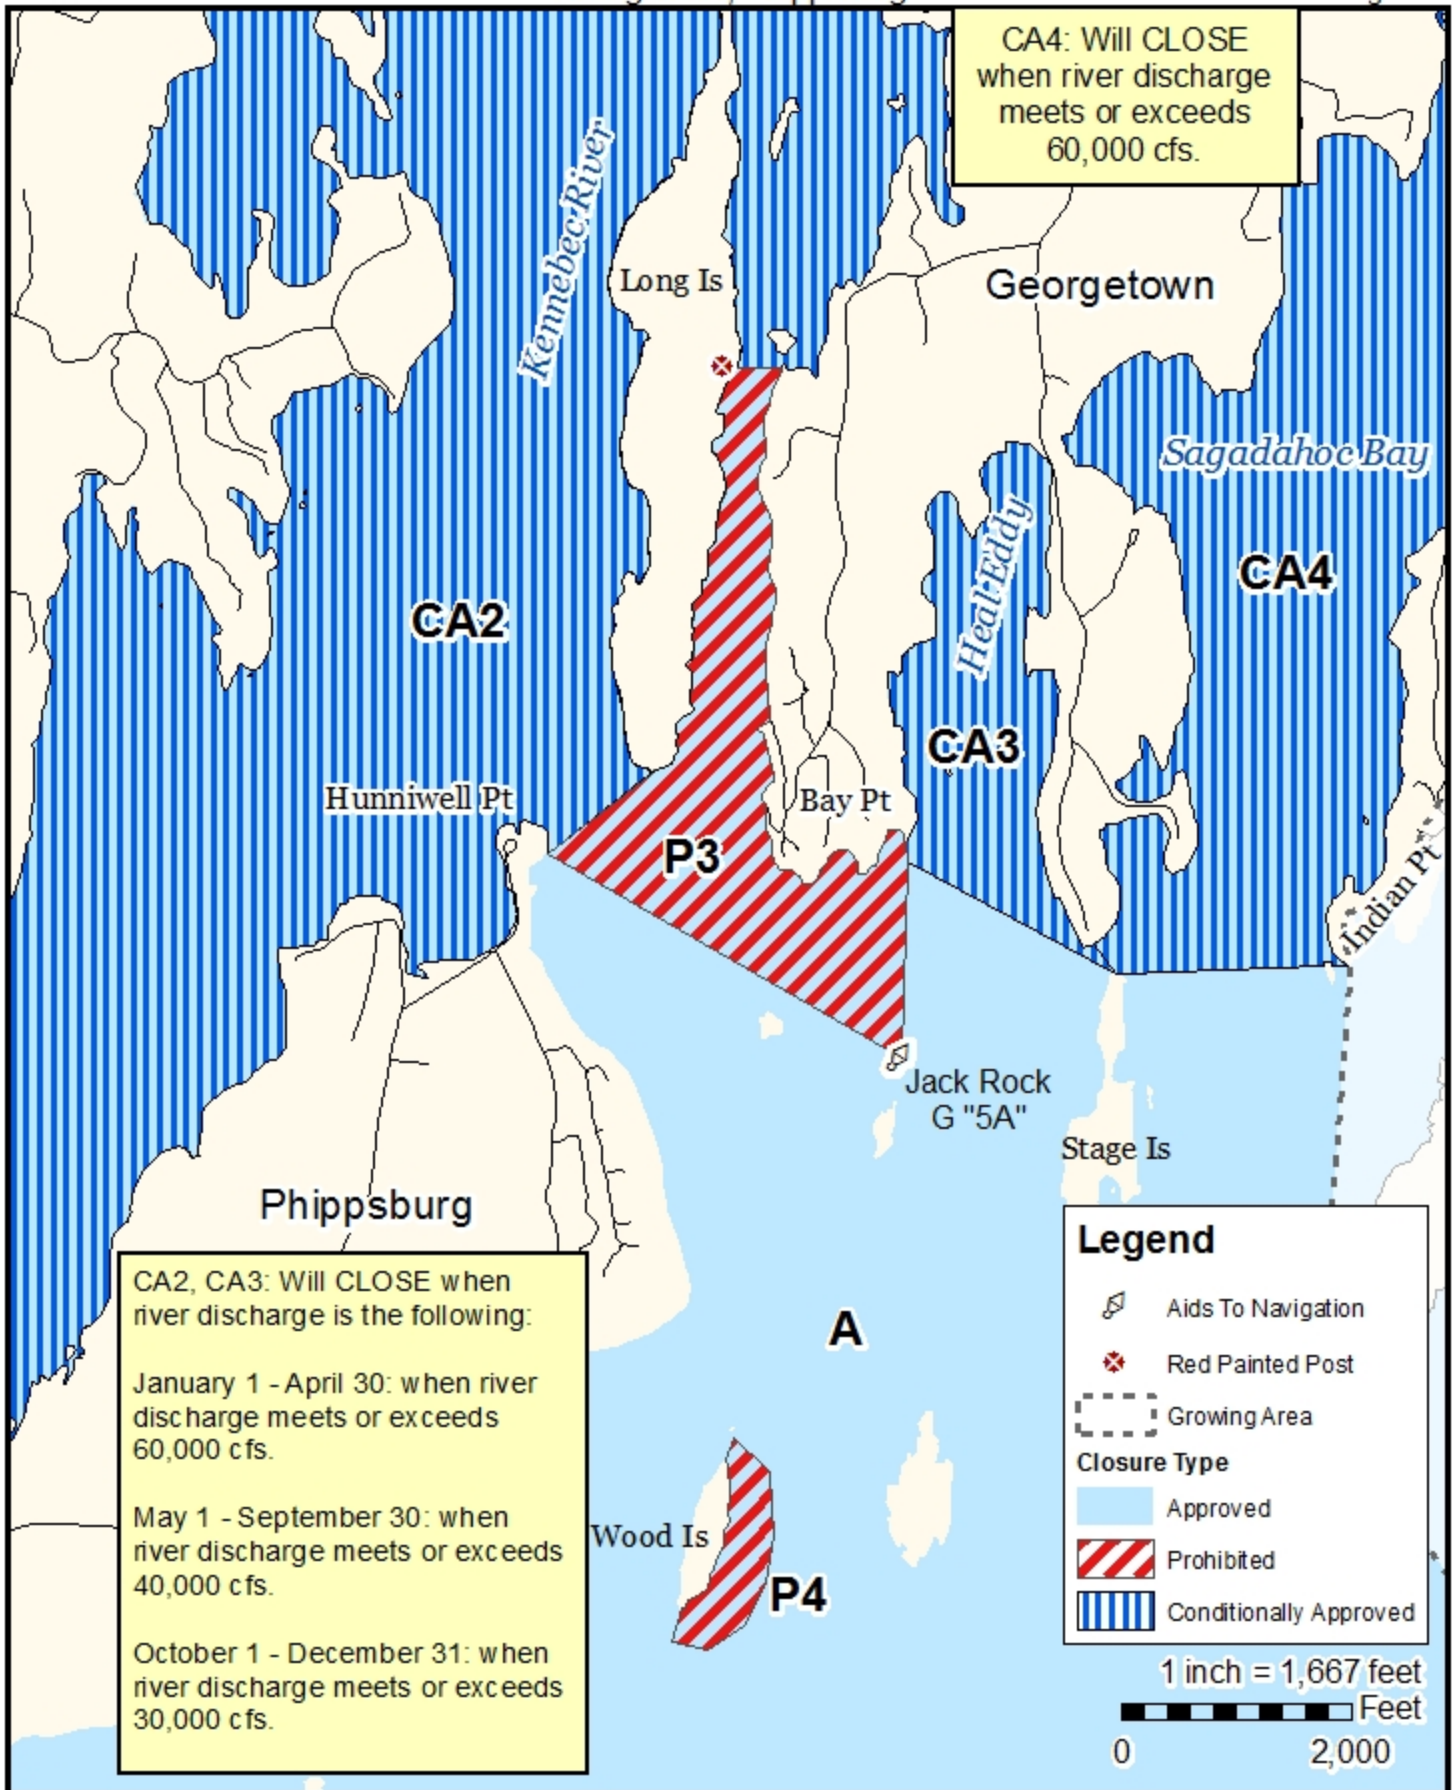 CA4: Will CLOSE
when river discharge
meets or exceeds
60,000 cfs.
Kennebec River
Long Is
Georgetown
Sagadahoc Bay
Heal Eddy
CA4
CA2
CA3
Hunniwell Pt
Bay Pt
P3
Indian Pt
Jack Rock
G "5A"
Stage Is
Phippsburg
CA2, CA3: Will CLOSE when
river discharge is the following:
January 1 - April 30: when river
discharge meets or exceeds
60,000 cfs.
May 1 - September 30: when
river discharge meets or exceeds
40,000 cfs.
October 1 - December 31: when
river discharge meets or exceeds
30,000 cfs.
A
Wood Is
P4
Legend
Aids To Navigation
Red Painted Post
Growing Area
Closure Type
Approved
Prohibited
Conditionally Approved
1 inch = 1,667 feet
Feet
0 2,000